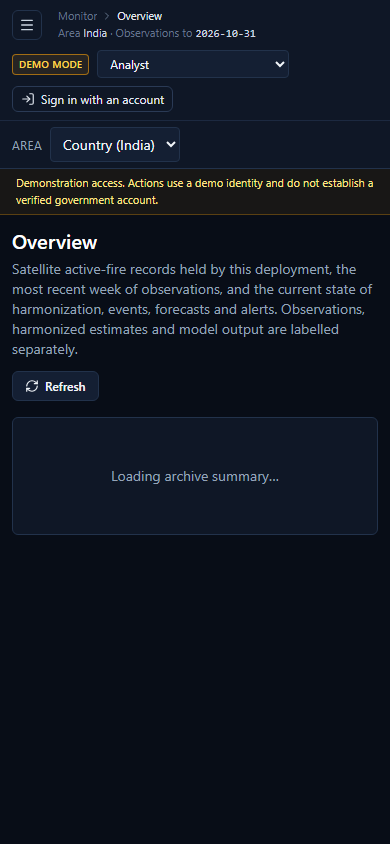 Monitor > Overview
Area India · Observations to 2026-10-31
DEMO MODE Analyst
Sign in with an account
AREA Country (India)
Demonstration access. Actions use a demo identity and do not establish a
verified government account.
Overview
Satellite active-fire records held by this deployment, the
most recent week of observations, and the current state of
harmonization, events, forecasts and alerts. Observations,
harmonized estimates and model output are labelled
separately.
Refresh
Loading archive summary...